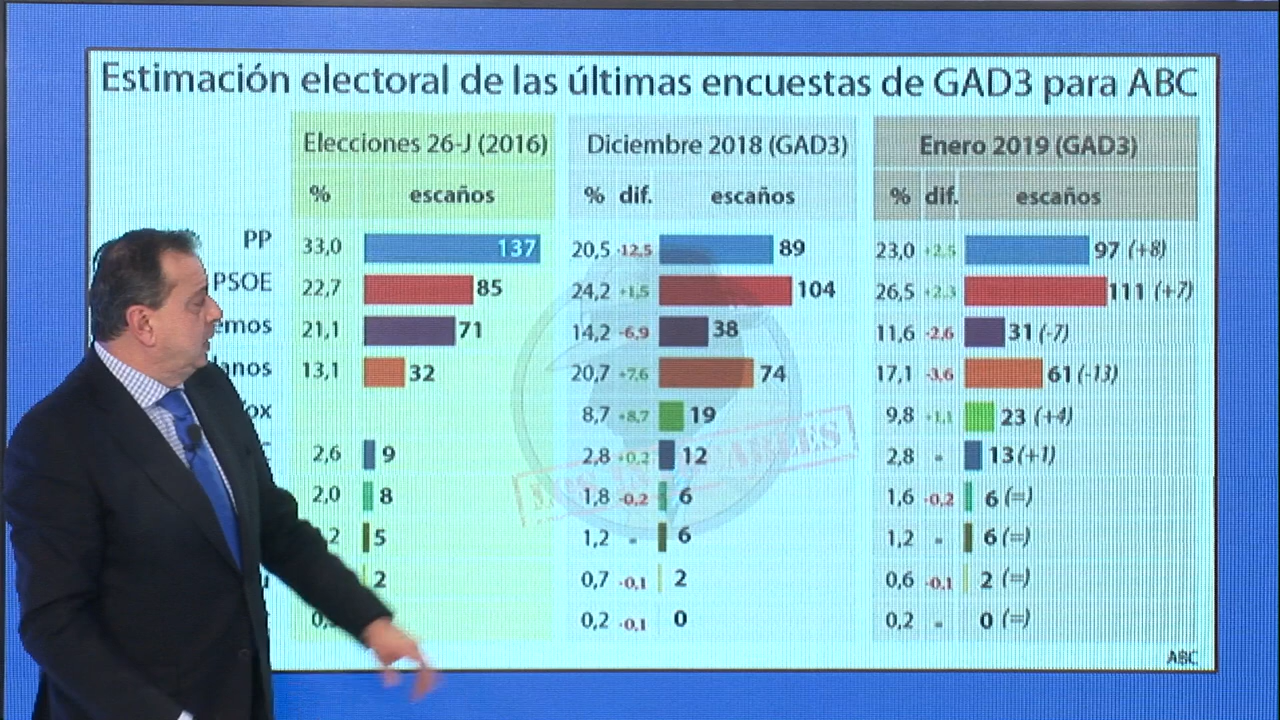 Estimación electoral de las últimas encuestas de GAD3 para ABC
Elecciones 26-J (2016) Diciembre 2018 (GAD3) Enero 2019 (GAD3)
% escaños % dif. escaños % dif. escaños
PP 33,0 137 20,5 -12,5 89 23,0 +2,5 97 (+8)
PSOE 22,7 85 24,2 +1,5 104 26,5 +2,3 111 (+7)
emos 21,1 71 14,2 -6,9 38 11,6 -2,6 31 (-7)
anos 13,1 32 20,7 +7,6 74 17,1 -3,6 61 (-13)
ox 8,7 +8,7 19 9,8 +1,1 23 (+4)
2,6 9 2,8 +0,2 12 2,8 - 13 (+1)
2,0 8 1,8 -0,2 6 1,6 -0,2 6 (=)
,2 5 1,2 - 6 1,2 - 6 (=)
2 0,7 -0,1 2 0,6 -0,1 2 (=)
0, 0,2 -0,1 0 0,2 - 0 (=)
ABC